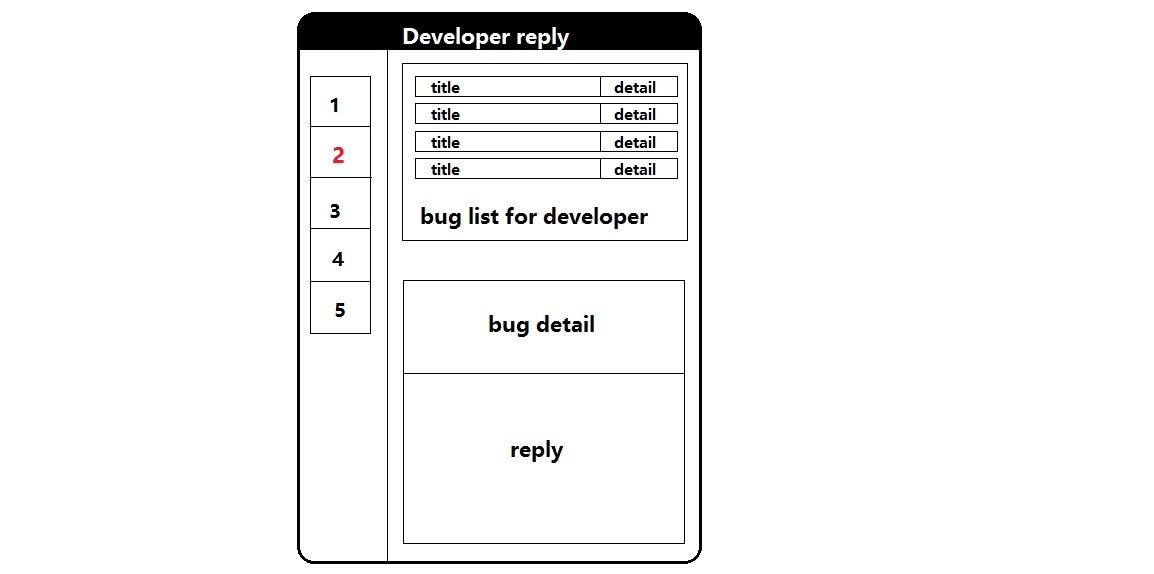 Developer reply
1
2
3
4
5
title detail
title detail
title detail
title detail
bug list for developer
bug detail
reply